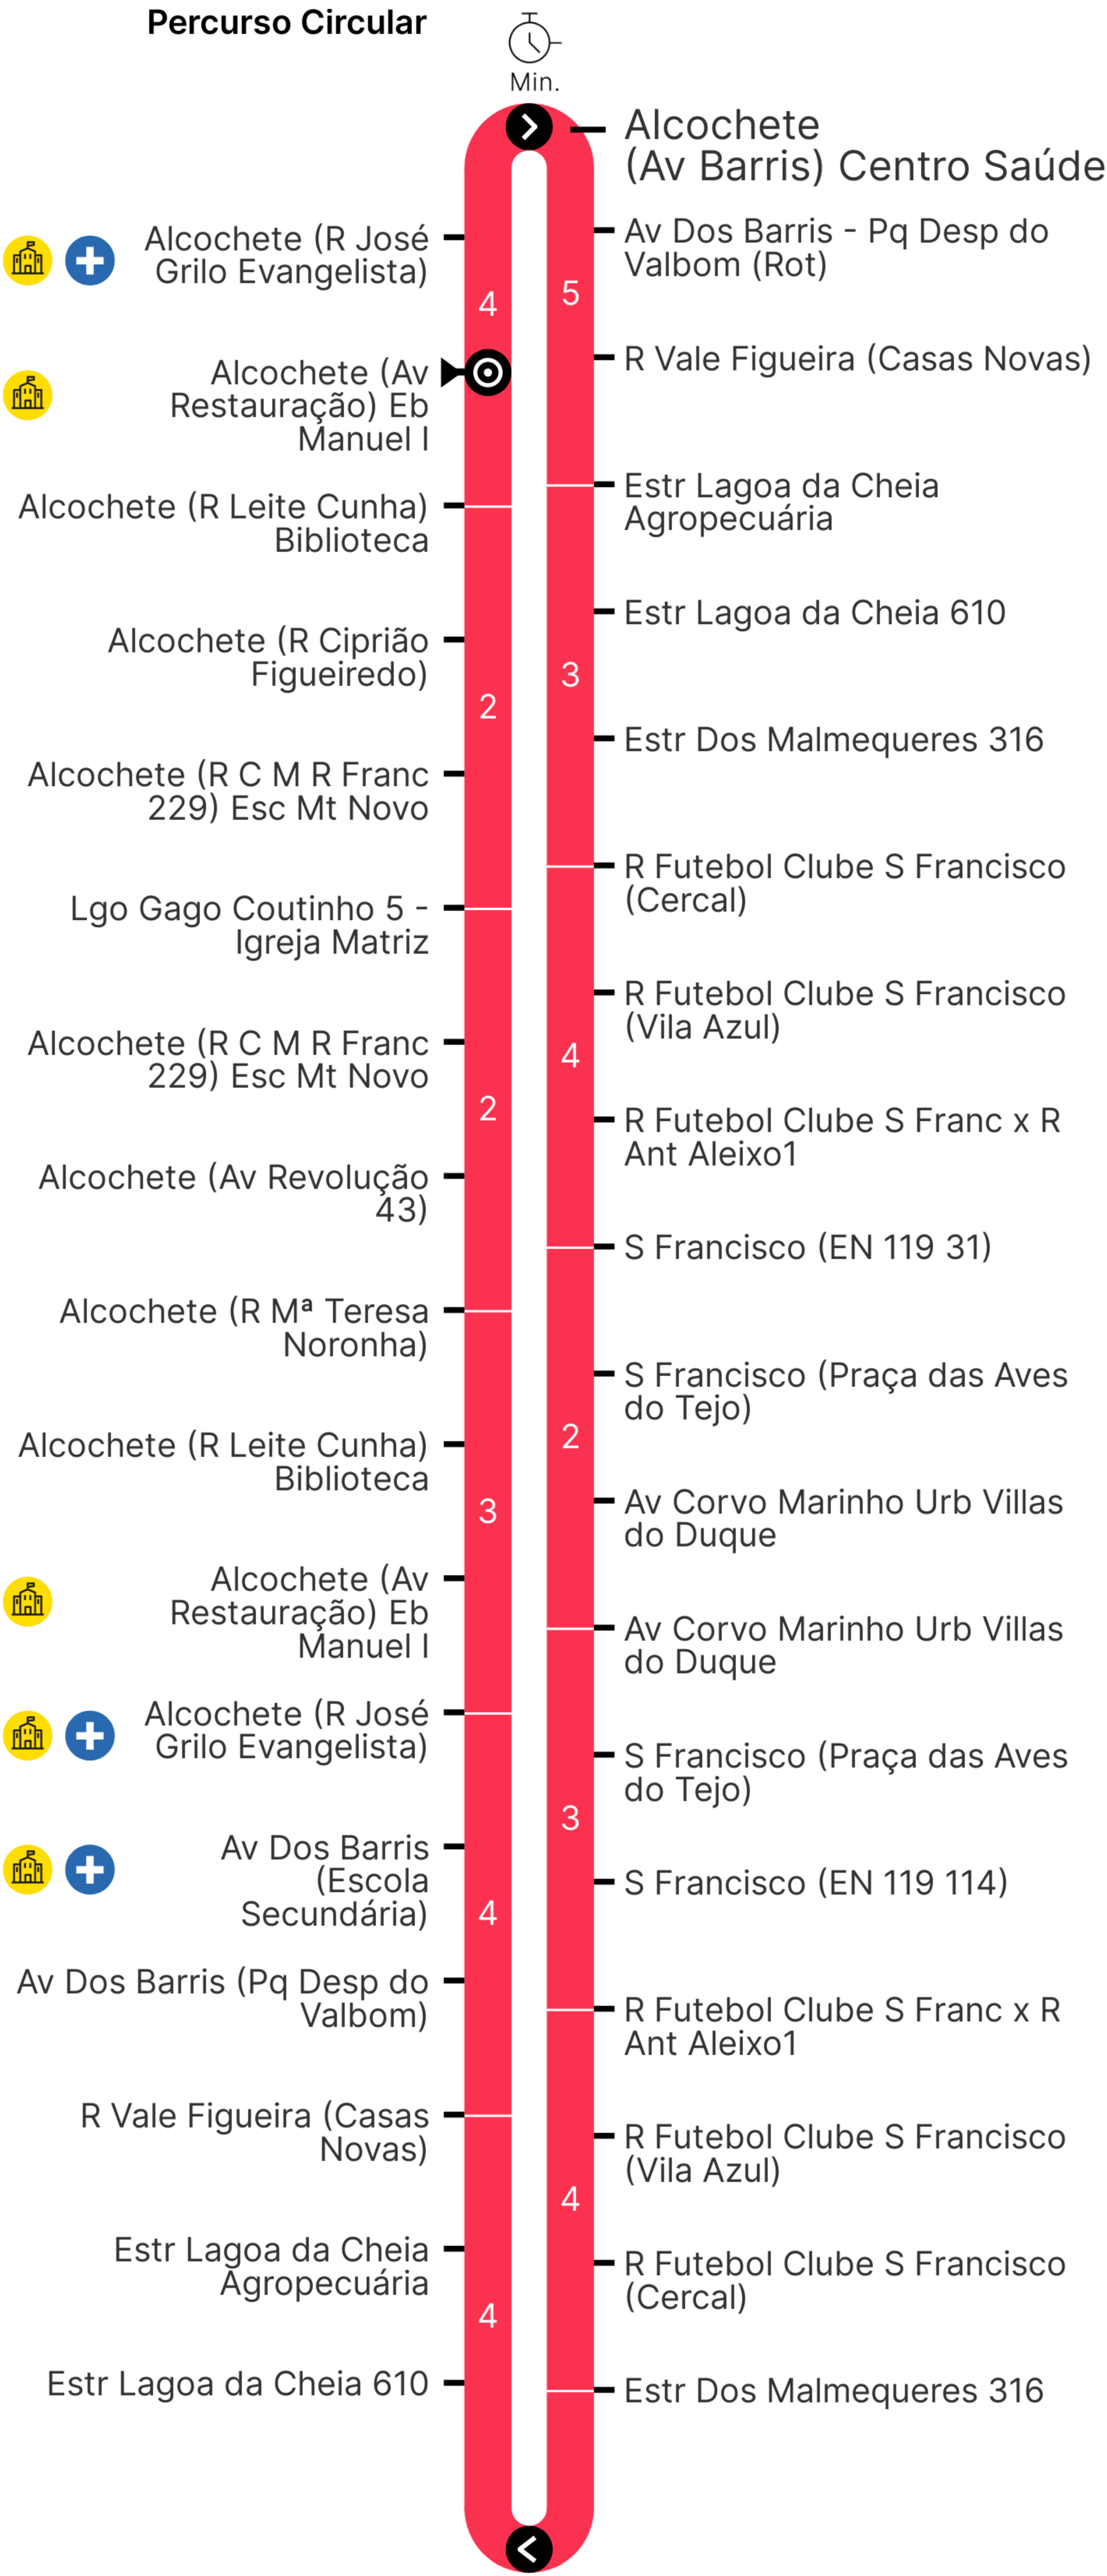 Percurso Circular
Min.
Alcochete
(Av Barris) Centro Saúde
Av Dos Barris - Pq Desp do
Valbom (Rot)
5
R Vale Figueira (Casas Novas)
Estr Lagoa da Cheia
Agropecuária
Estr Lagoa da Cheia 610
3
Estr Dos Malmequeres 316
R Futebol Clube S Francisco
(Cercal)
R Futebol Clube S Francisco
(Vila Azul)
4
R Futebol Clube S Franc x R
Ant Aleixo1
S Francisco (EN 119 31)
S Francisco (Praça das Aves
do Tejo)
2
Av Corvo Marinho Urb Villas
do Duque
Av Corvo Marinho Urb Villas
do Duque
S Francisco (Praça das Aves
do Tejo)
3
S Francisco (EN 119 114)
R Futebol Clube S Franc x R
Ant Aleixo1
R Futebol Clube S Francisco
(Vila Azul)
4
R Futebol Clube S Francisco
(Cercal)
Estr Dos Malmequeres 316
Alcochete (R José
Grilo Evangelista)
4
Alcochete (Av
Restauração) Eb
Manuel I
Alcochete (R Leite Cunha)
Biblioteca
Alcochete (R Ciprião
Figueiredo)
2
Alcochete (R C M R Franc
229) Esc Mt Novo
Lgo Gago Coutinho 5 -
Igreja Matriz
Alcochete (R C M R Franc
229) Esc Mt Novo
2
Alcochete (Av Revolução
43)
Alcochete (R Mª Teresa
Noronha)
Alcochete (R Leite Cunha)
Biblioteca
3
Alcochete (Av
Restauração) Eb
Manuel I
Alcochete (R José
Grilo Evangelista)
Av Dos Barris
(Escola
Secundária)
4
Av Dos Barris (Pq Desp do
Valbom)
R Vale Figueira (Casas
Novas)
Estr Lagoa da Cheia
Agropecuária
4
Estr Lagoa da Cheia 610